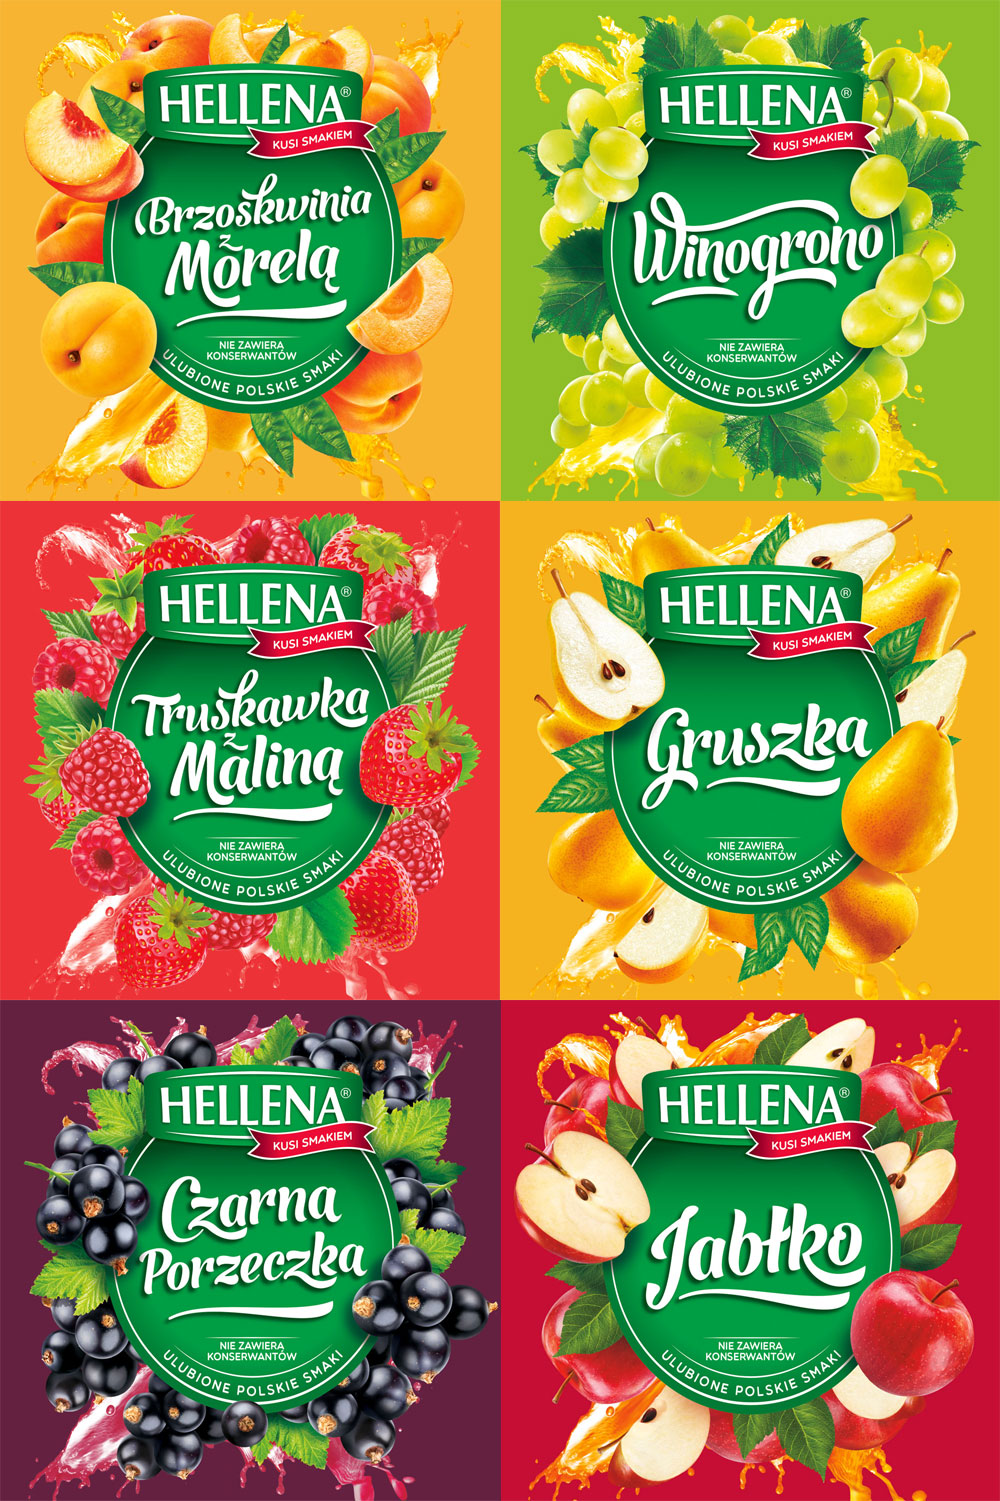 HELLENA®
KUSI SMAKIEM
Brzoskwinia
z
Morelą
NIE ZAWIERA
KONSERWANTÓW
ULUBIONE POLSKIE SMAKI
HELLENA®
KUSI SMAKIEM
Winogrono
NIE ZAWIERA
KONSERWANTÓW
ULUBIONE POLSKIE SMAKI
HELLENA®
KUSI SMAKIEM
Truskawka
z
Maliną
NIE ZAWIERA
KONSERWANTÓW
ULUBIONE POLSKIE SMAKI
HELLENA®
KUSI SMAKIEM
Gruszka
NIE ZAWIERA
KONSERWANTÓW
ULUBIONE POLSKIE SMAKI
HELLENA®
KUSI SMAKIEM
Czarna
Porzeczka
NIE ZAWIERA
KONSERWANTÓW
ULUBIONE POLSKIE SMAKI
HELLENA®
KUSI SMAKIEM
Jabłko
NIE ZAWIERA
KONSERWANTÓW
ULUBIONE POLSKIE SMAKI